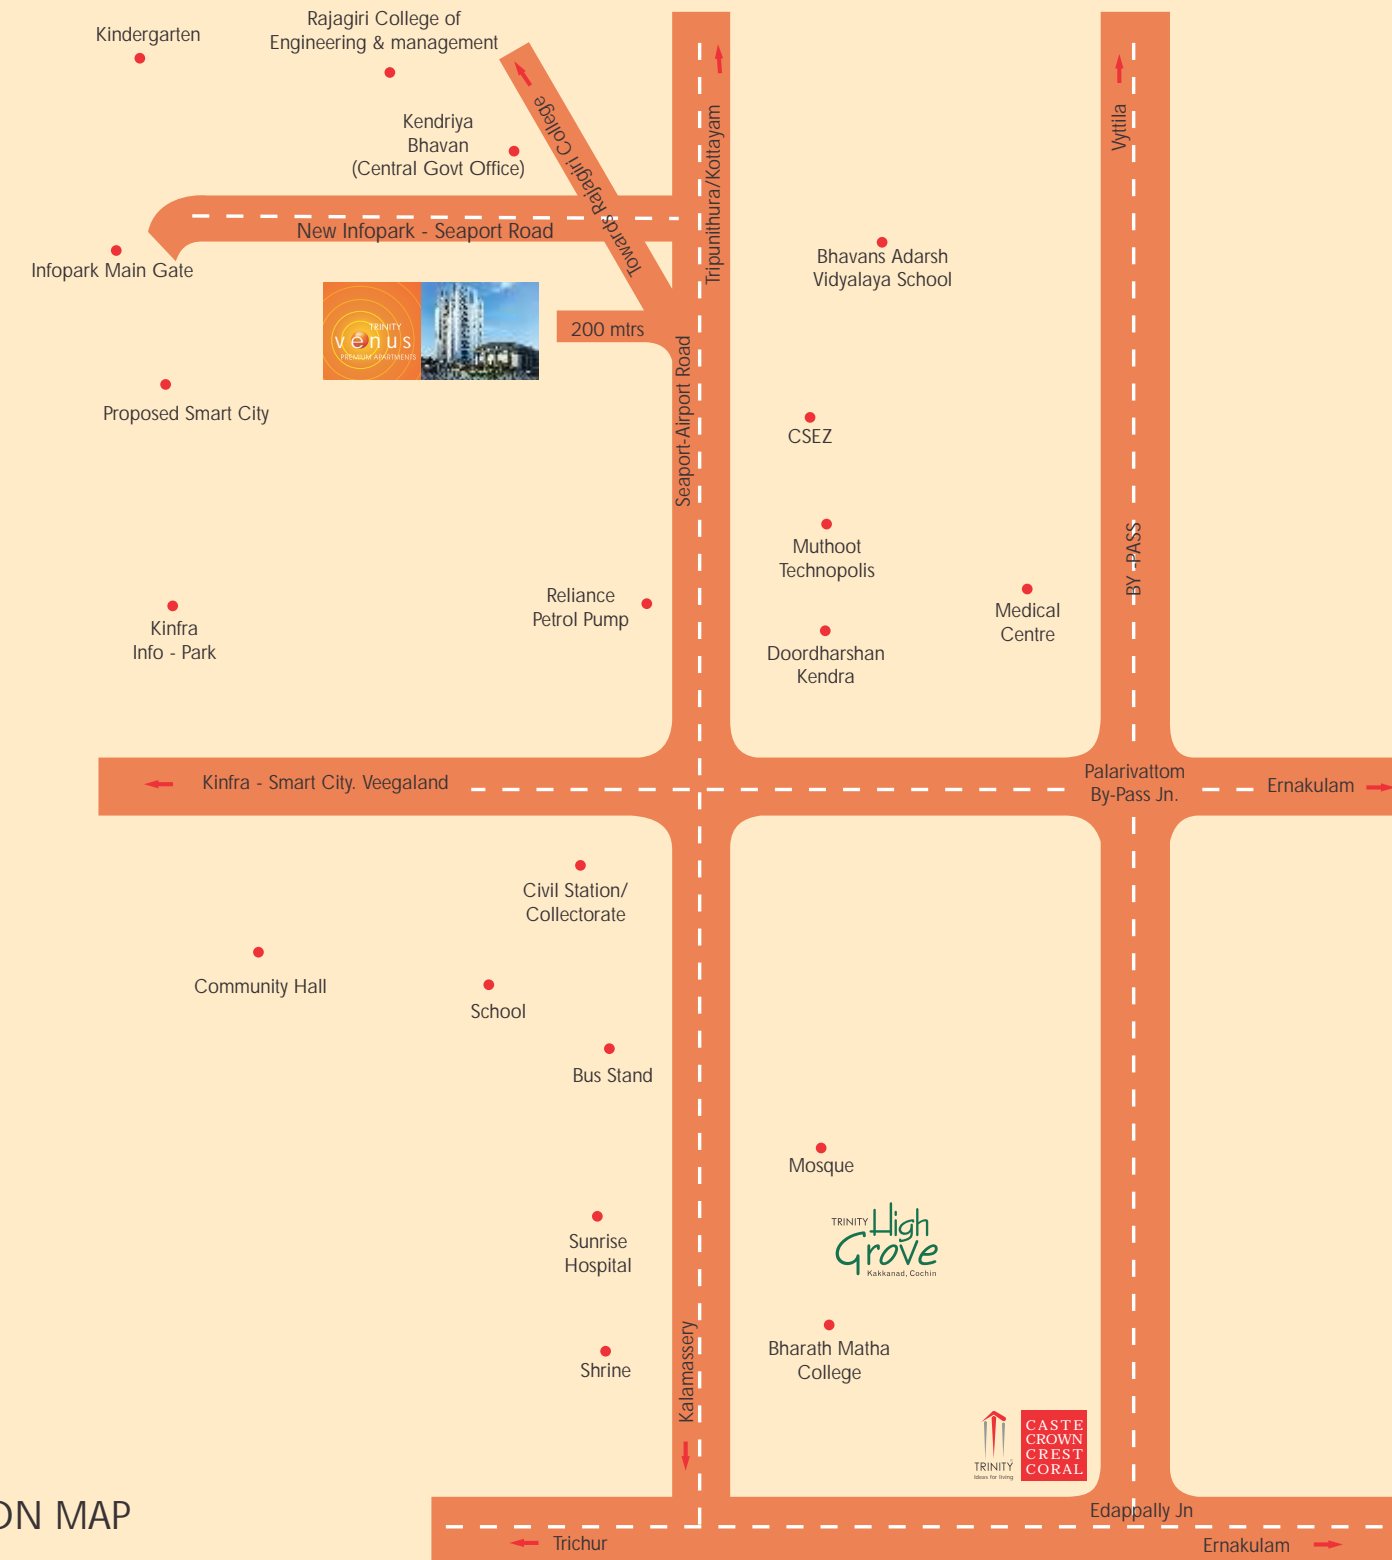 Kindergarten
Rajagiri College of
Engineering & management
Kendriya
Bhavan
(Central Govt Office)
Towards Rajagiri College
Tripunithura/Kottayam
Vyttila
New Infopark - Seaport Road
Infopark Main Gate
Bhavans Adarsh
Vidyalaya School
TRINITY
venus
PREMIUM APARTMENTS
200 mtrs
Seaport-Airport Road
Proposed Smart City
CSEZ
Muthoot
Technopolis
BY -PASS
Reliance
Petrol Pump
Medical
Centre
Kinfra
Info - Park
Doordharshan
Kendra
Kinfra - Smart City. Veegaland
Palarivattom
By-Pass Jn.
Ernakulam
Civil Station/
Collectorate
Community Hall
School
Bus Stand
Mosque
TRINITY High
Grove
Kakkanad, Cochin
Sunrise
Hospital
Kalamassery
Bharath Matha
College
Shrine
TRINITY
Ideas for living
CASTE
CROWN
CREST
CORAL
ON MAP
Edappally Jn
Trichur
Ernakulam